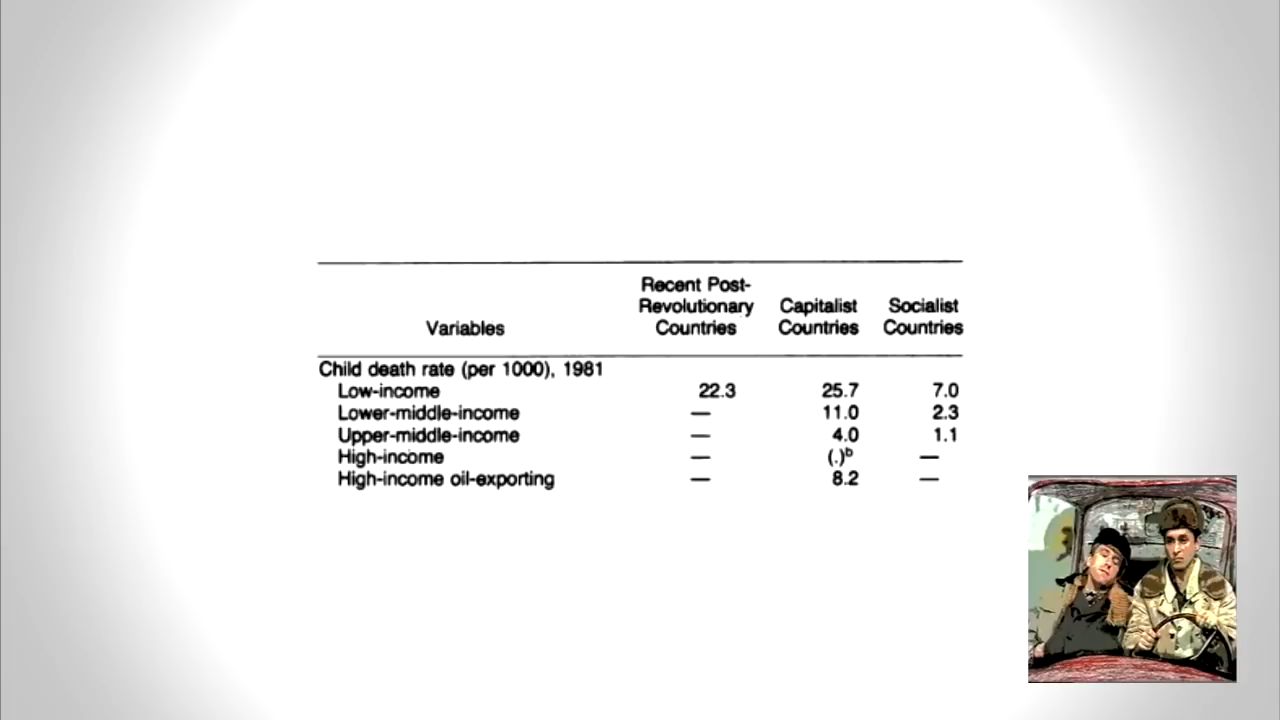 Recent Post-
Revolutionary Capitalist Socialist
Variables Countries Countries Countries
Child death rate (per 1000), 1981
Low-income 22.3 25.7 7.0
Lower-middle-income — 11.0 2.3
Upper-middle-income — 4.0 1.1
High-income — (.)ᵇ —
High-income oil-exporting — 8.2 —